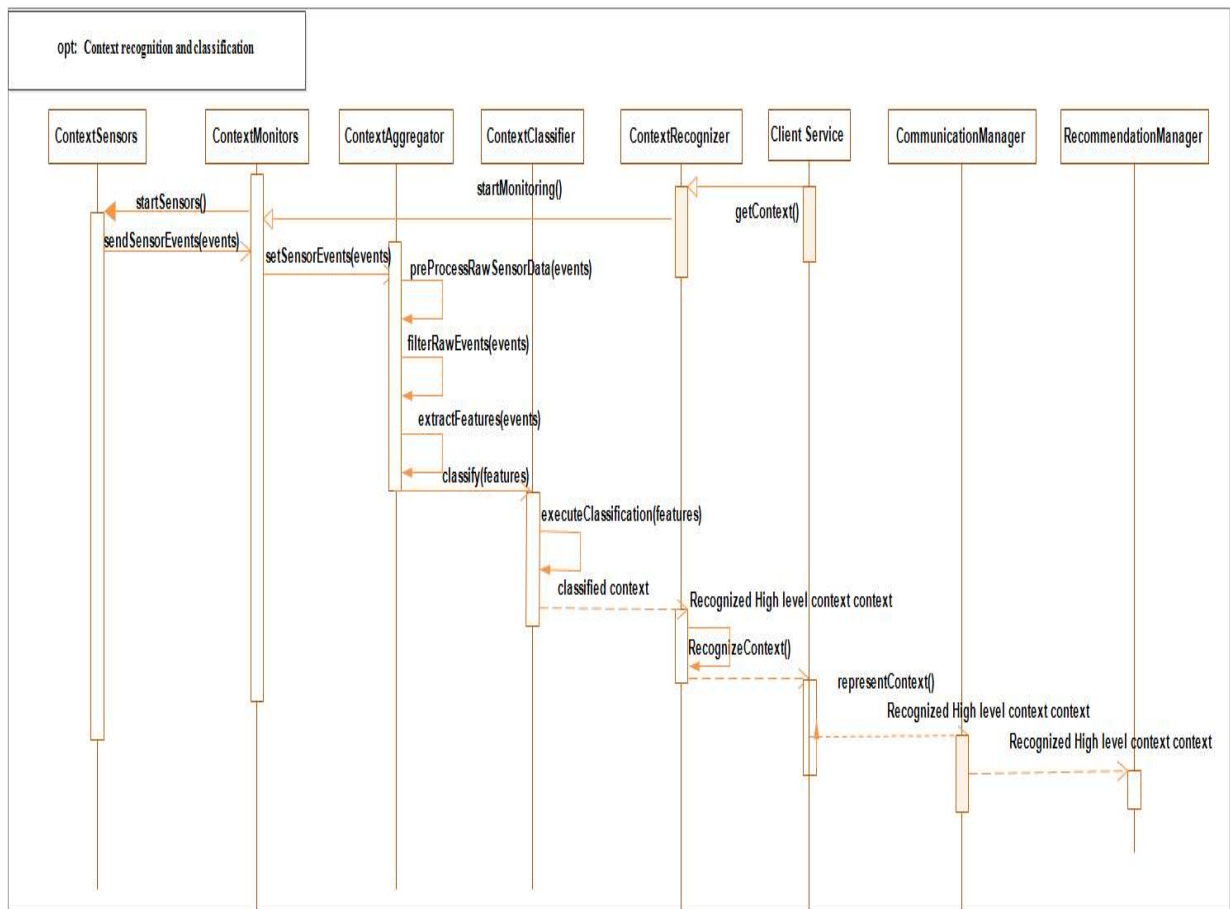 opt: Context recognition and classification
ContextSensors
ContextMonitors
ContextAggregator
ContextClassifier
ContextRecognizer
Client Service
CommunicationManager
RecommendationManager
startMonitoring()
startSensors()
getContext()
sendSensorEvents(events)
setSensorEvents(events)
preProcessRawSensorData(events)
filterRawEvents(events)
extractFeatures(events)
classify(features)
executeClassification(features)
classified context
Recognized High level context context
RecognizeContext()
representContext()
Recognized High level context context
Recognized High level context context